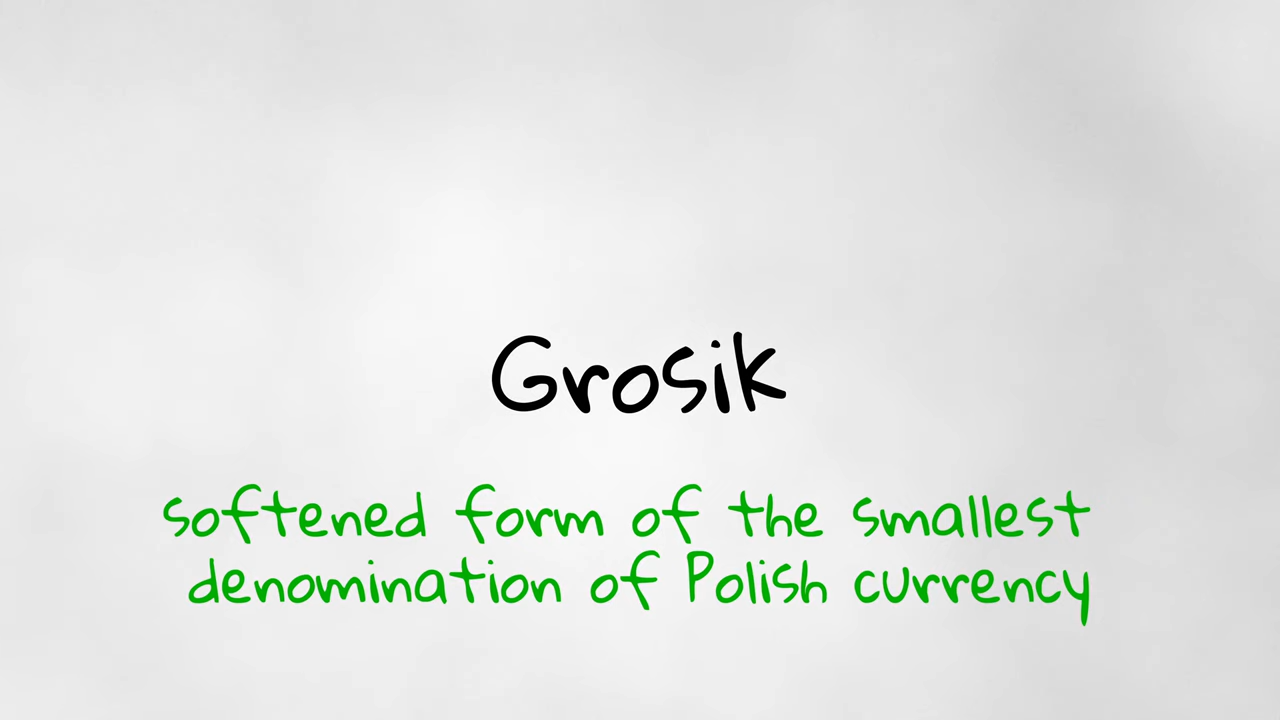 Grosik
softened form of the smallest
denomination of Polish currency